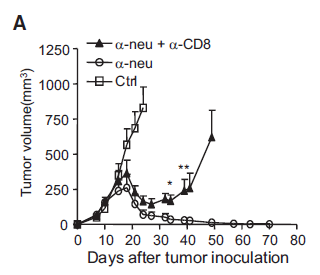 A
α-neu + α-CD8
α-neu
Ctrl
Tumor volume(mm³)
1250
1000
750
500
250
0
*
**
0 10 20 30 40 50 60 70 80
Days after tumor inoculation